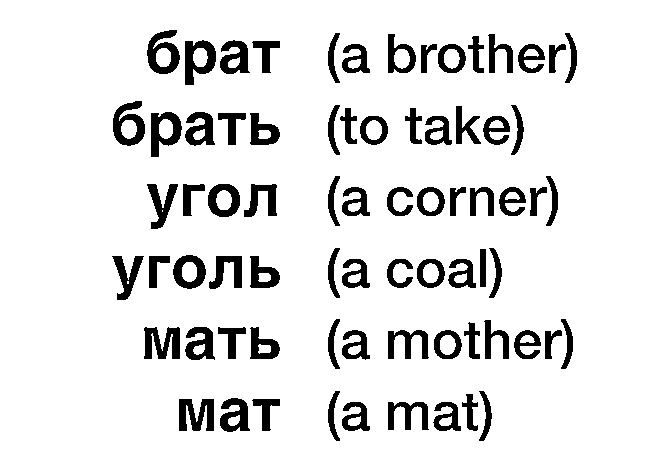 брат (a brother)
брать (to take)
угол (a corner)
уголь (a coal)
мать (a mother)
мат (a mat)